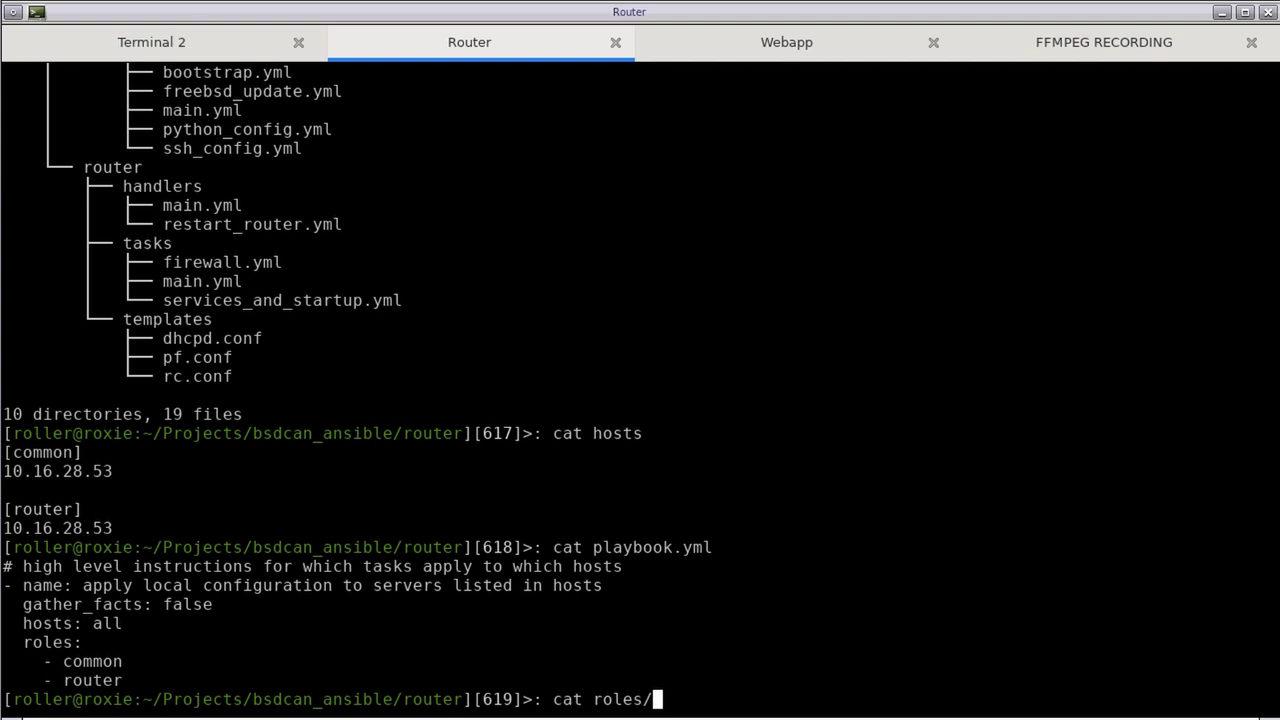 Router
Terminal 2
Router
Webapp
FFMPEG RECORDING
│       ├── bootstrap.yml
│       ├── freebsd_update.yml
│       ├── main.yml
│       ├── python_config.yml
│       └── ssh_config.yml
└── router
    ├── handlers
    │   ├── main.yml
    │   └── restart_router.yml
    ├── tasks
    │   ├── firewall.yml
    │   ├── main.yml
    │   └── services_and_startup.yml
    └── templates
        ├── dhcpd.conf
        ├── pf.conf
        └── rc.conf
10 directories, 19 files
[roller@roxie:~/Projects/bsdcan_ansible/router][617]>: cat hosts
[common]
10.16.28.53
[router]
10.16.28.53
[roller@roxie:~/Projects/bsdcan_ansible/router][618]>: cat playbook.yml
# high level instructions for which tasks apply to which hosts
- name: apply local configuration to servers listed in hosts
  gather_facts: false
  hosts: all
  roles:
    - common
    - router
[roller@roxie:~/Projects/bsdcan_ansible/router][619]>: cat roles/